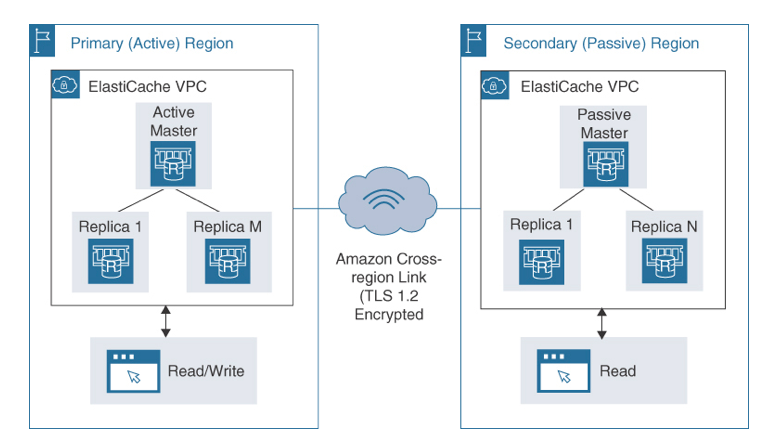 Primary (Active) Region
ElastiCache VPC
Active
Master
R
Replica 1
R
Replica M
R
Read/Write
Amazon Cross-
region Link
(TLS 1.2
Encrypted
Secondary (Passive) Region
ElastiCache VPC
Passive
Master
R
Replica 1
R
Replica N
R
Read